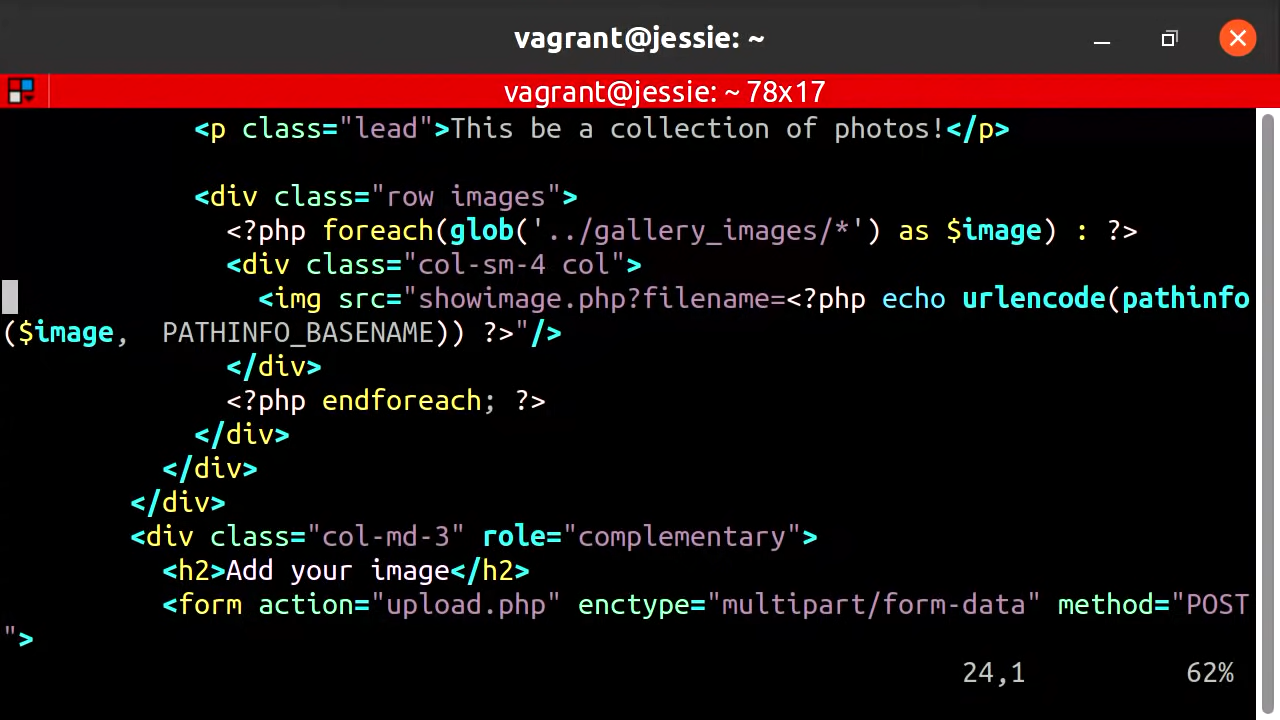 vagrant@jessie: ~
vagrant@jessie: ~ 78x17
<p class="lead">This be a collection of photos!</p>
<div class="row images">
<?php foreach(glob('../gallery_images/*') as $image) : ?>
<div class="col-sm-4 col">
<img src="showimage.php?filename=<?php echo urlencode(pathinfo
($image,  PATHINFO_BASENAME)) ?>"/>
</div>
<?php endforeach; ?>
</div>
</div>
</div>
<div class="col-md-3" role="complementary">
<h2>Add your image</h2>
<form action="upload.php" enctype="multipart/form-data" method="POST
">
24,1 62%